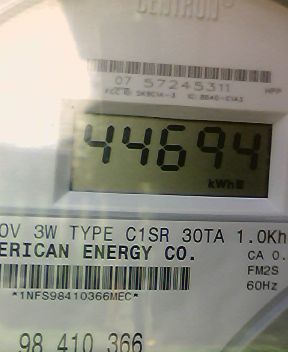 CENTRON®
07 57245311
44694
kWh
0V 3W TYPE C1SR 30TA 1.0Kh
ERICAN ENERGY CO.
CA 0.
FM2S
60Hz
*1NFS98410366MEC*
98 410 366